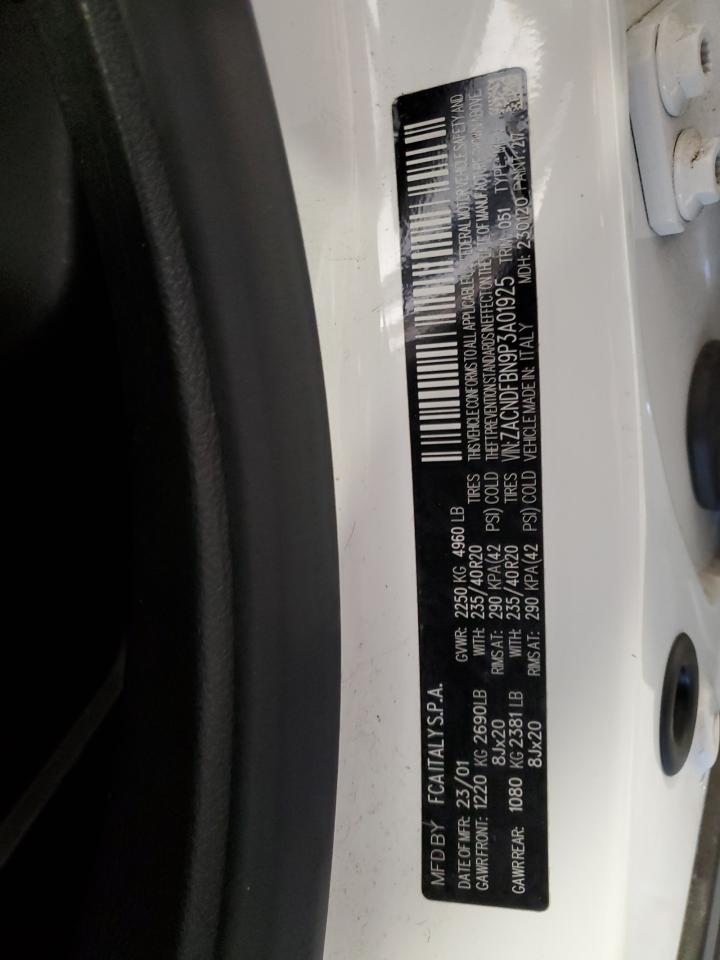 MFD BY FCA ITALY S.P.A.
DATE OF MFR: 23/01 GVWR: 2250 KG 4960 LB
GAWR FRONT: 1220 KG 2690LB WITH: 235/40R20 TIRES
8Jx20 RIMS AT: 290 KPA(42 PSI) COLD
GAWR REAR: 1080 KG 2381 LB WITH: 235/40R20 TIRES
8Jx20 RIMS AT: 290 KPA(42 PSI) COLD
THIS VEHICLE CONFORMS TO ALL APPLICABLE FEDERAL MOTOR VEHICLE SAFETY AND
THEFT PREVENTION STANDARDS IN EFFECT ON THE DATE OF MANUFACTURE SHOWN ABOVE
VIN: ZACNDFBN9P3A01925 TRIM: 051 TYPE:
VEHICLE MADE IN: ITALY MDH: 230120 PAINT: 217